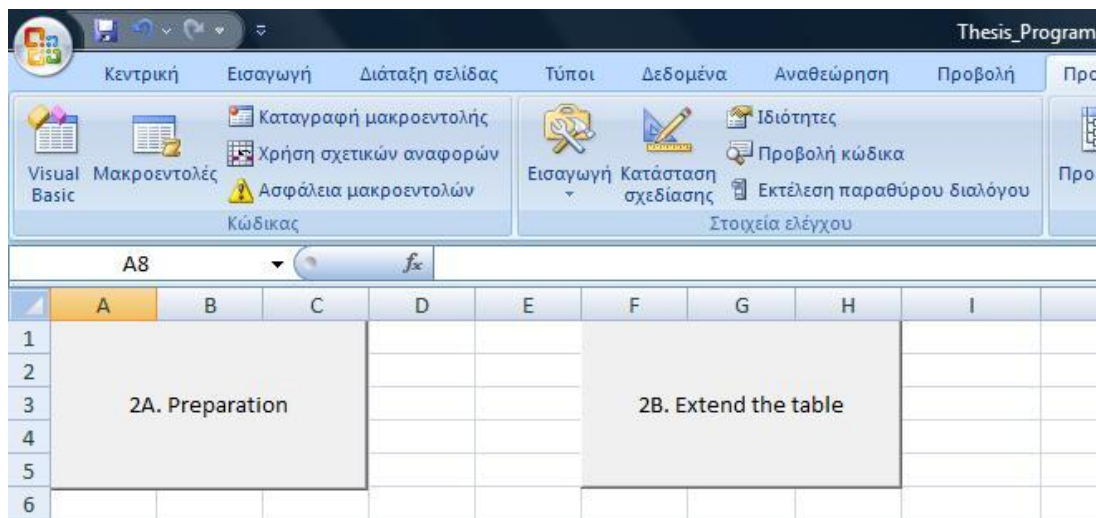 Thesis_Program
Κεντρική Εισαγωγή Διάταξη σελίδας Τύποι Δεδομένα Αναθεώρηση Προβολή Προ
Visual Basic
Μακροεντολές
Καταγραφή μακροεντολής
Χρήση σχετικών αναφορών
Ασφάλεια μακροεντολών
Κώδικας
Εισαγωγή
Κατάσταση σχεδίασης
Ιδιότητες
Προβολή κώδικα
Εκτέλεση παραθύρου διαλόγου
Στοιχεία ελέγχου
Προ
A8 fx
A B C D E F G H I
1
2
3 2A. Preparation 2B. Extend the table
4
5
6